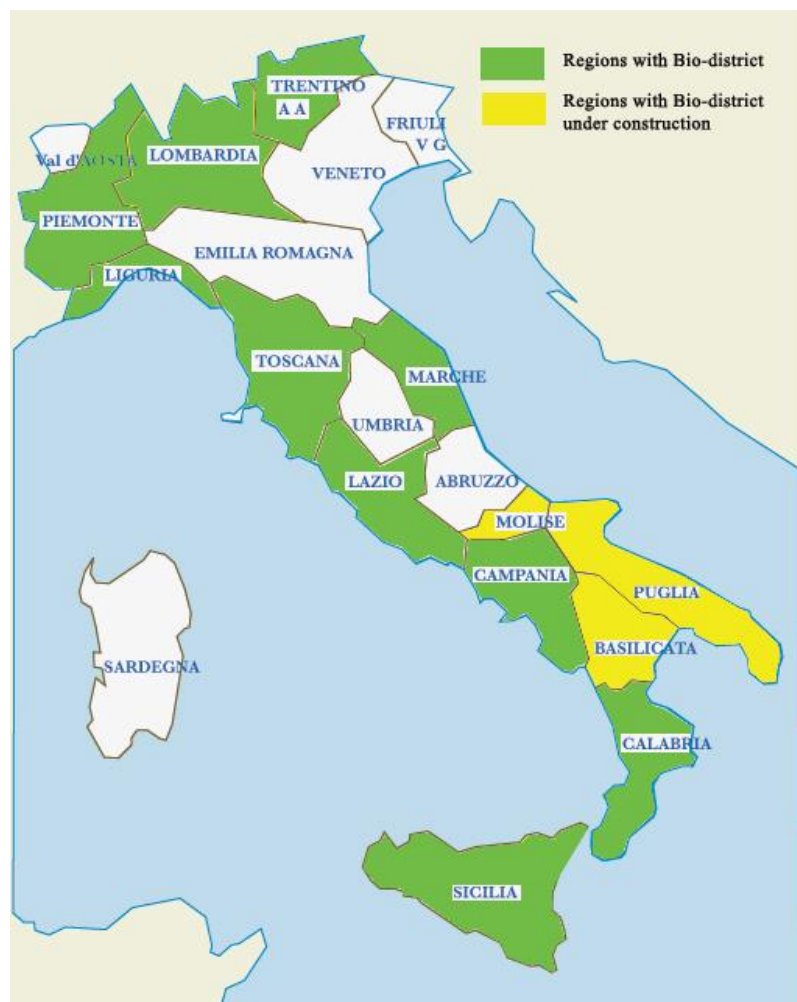 Regions with Bio-district
Regions with Bio-district
under construction
TRENTINO
A A
FRIULI
V G
Val d'AOSTA
LOMBARDIA
VENETO
PIEMONTE
EMILIA ROMAGNA
LIGURIA
TOSCANA
MARCHE
UMBRIA
LAZIO
ABRUZZO
MOLISE
CAMPANIA
PUGLIA
BASILICATA
SARDEGNA
CALABRIA
SICILIA